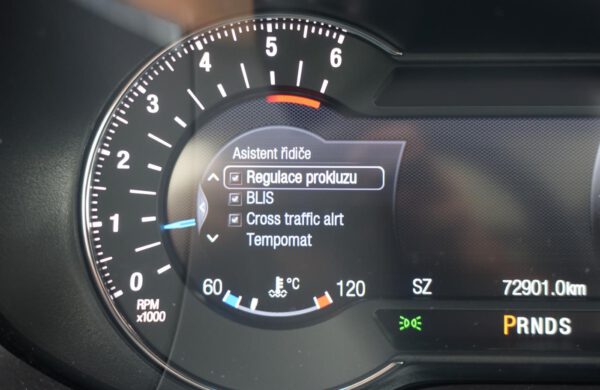 6
5
4
3
2
1
0
RPM
x1000
Asistent řidiče
Regulace prokluzu
BLIS
Cross traffic alrt
Tempomat
60 °C 120
SZ 72901.0km
PRNDS